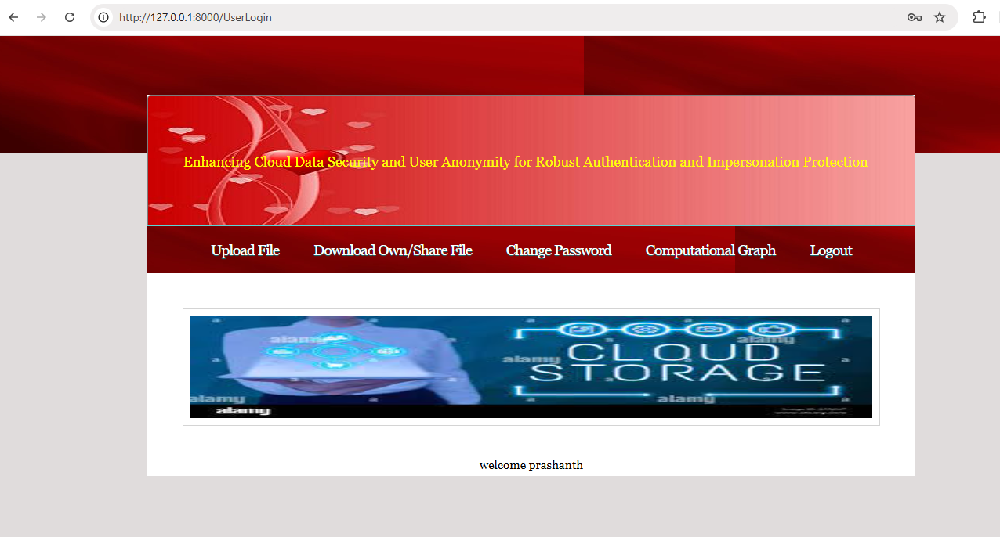 http://127.0.0.1:8000/UserLogin
Enhancing Cloud Data Security and User Anonymity for Robust Authentication and Impersonation Protection
Upload File Download Own/Share File Change Password Computational Graph Logout
alamy
alamy
alamy
CLOUD
STORAGE
alamy
alamy
alamy
welcome prashanth